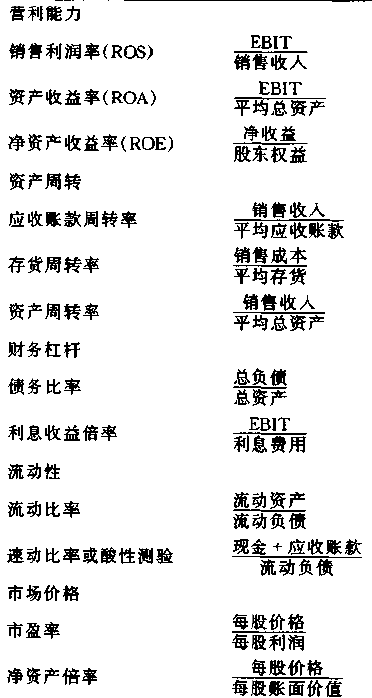 营利能力
销售利润率(ROS)
EBIT
销售收入
资产收益率(ROA)
EBIT
平均总资产
净资产收益率(ROE)
净收益
股东权益
资产周转
应收账款周转率
销售收入
平均应收账款
存货周转率
销售成本
平均存货
资产周转率
销售收入
平均总资产
财务杠杆
债务比率
总负债
总资产
利息收益倍率
EBIT
利息费用
流动性
流动比率
流动资产
流动负债
速动比率或酸性测验
现金+应收账款
流动负债
市场价格
市盈率
每股价格
每股利润
净资产倍率
每股价格
每股账面价值